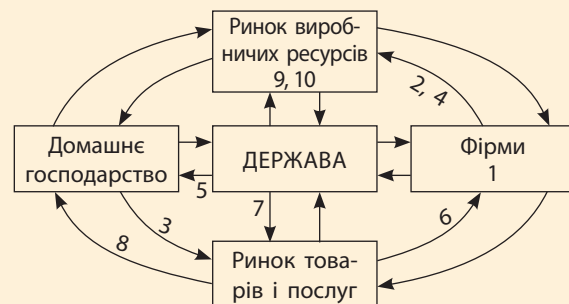 Ринок вироб-
ничих ресурсів
9, 10
2, 4
Домашнє
господарство
ДЕРЖАВА
Фірми
1
5
7
3
8
6
Ринок това-
рів і послуг